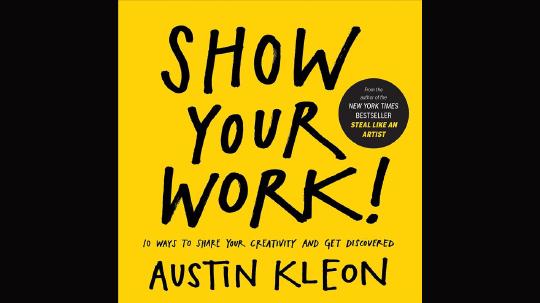 SHOW
YOUR
WORK!
From the
author of the
NEW YORK TIMES
BESTSELLER
STEAL LIKE AN
ARTIST
10 WAYS TO SHARE YOUR CREATIVITY AND GET DISCOVERED
AUSTIN KLEON